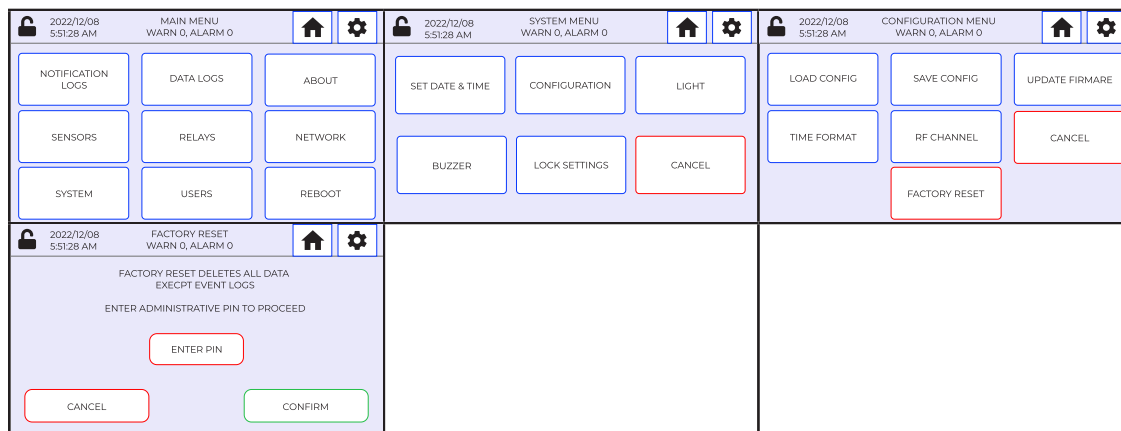 2022/12/08
5:51:28 AM
MAIN MENU
WARN 0, ALARM 0
NOTIFICATION
LOGS
DATA LOGS
ABOUT
SENSORS
RELAYS
NETWORK
SYSTEM
USERS
REBOOT
2022/12/08
5:51:28 AM
SYSTEM MENU
WARN 0, ALARM 0
SET DATE & TIME
CONFIGURATION
LIGHT
BUZZER
LOCK SETTINGS
CANCEL
2022/12/08
5:51:28 AM
CONFIGURATION MENU
WARN 0, ALARM 0
LOAD CONFIG
SAVE CONFIG
UPDATE FIRMARE
TIME FORMAT
RF CHANNEL
CANCEL
FACTORY RESET
2022/12/08
5:51:28 AM
FACTORY RESET
WARN 0, ALARM 0
FACTORY RESET DELETES ALL DATA
EXECPT EVENT LOGS
ENTER ADMINISTRATIVE PIN TO PROCEED
ENTER PIN
CANCEL
CONFIRM